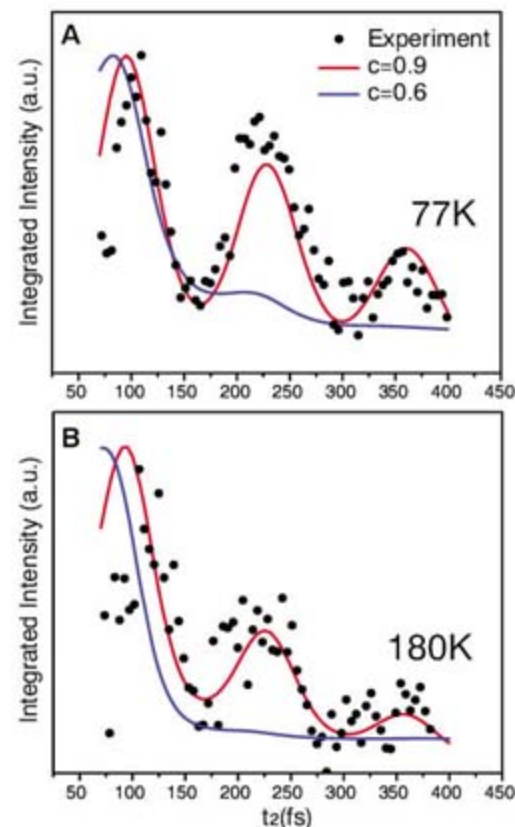 A
Experiment
c=0.9
c=0.6
77K
Integrated Intensity (a.u.)
50 100 150 200 250 300 350 400 450
B
180K
Integrated Intensity (a.u.)
50 100 150 200 250 300 350 400 450
t2(fs)